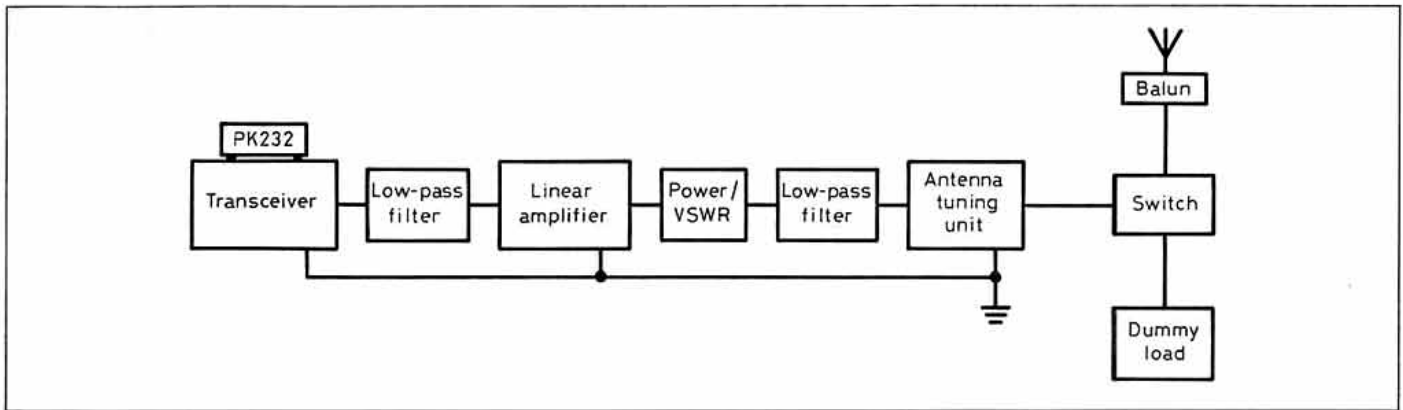 PK232
Transceiver
Low-pass
filter
Linear
amplifier
Power/
VSWR
Low-pass
filter
Antenna
tuning
unit
Balun
Switch
Dummy
load